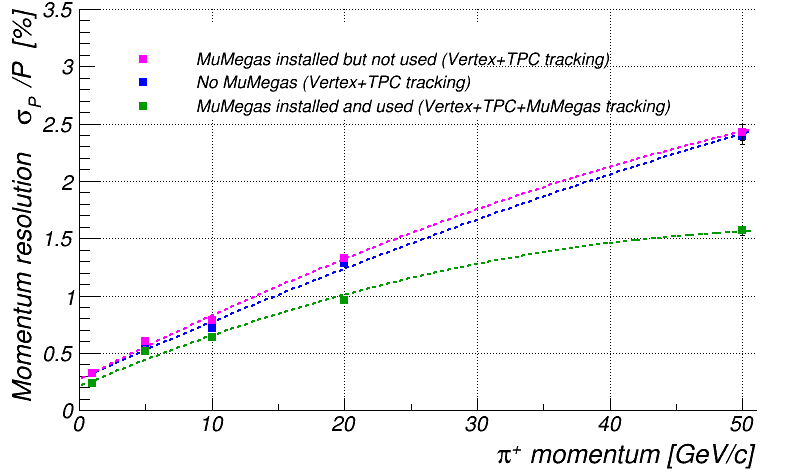 Momentum resolution σP /P [%]
3.5
3
2.5
2
1.5
1
0.5
0
MuMegas installed but not used (Vertex+TPC tracking)
No MuMegas (Vertex+TPC tracking)
MuMegas installed and used (Vertex+TPC+MuMegas tracking)
0 10 20 30 40 50
π+ momentum [GeV/c]